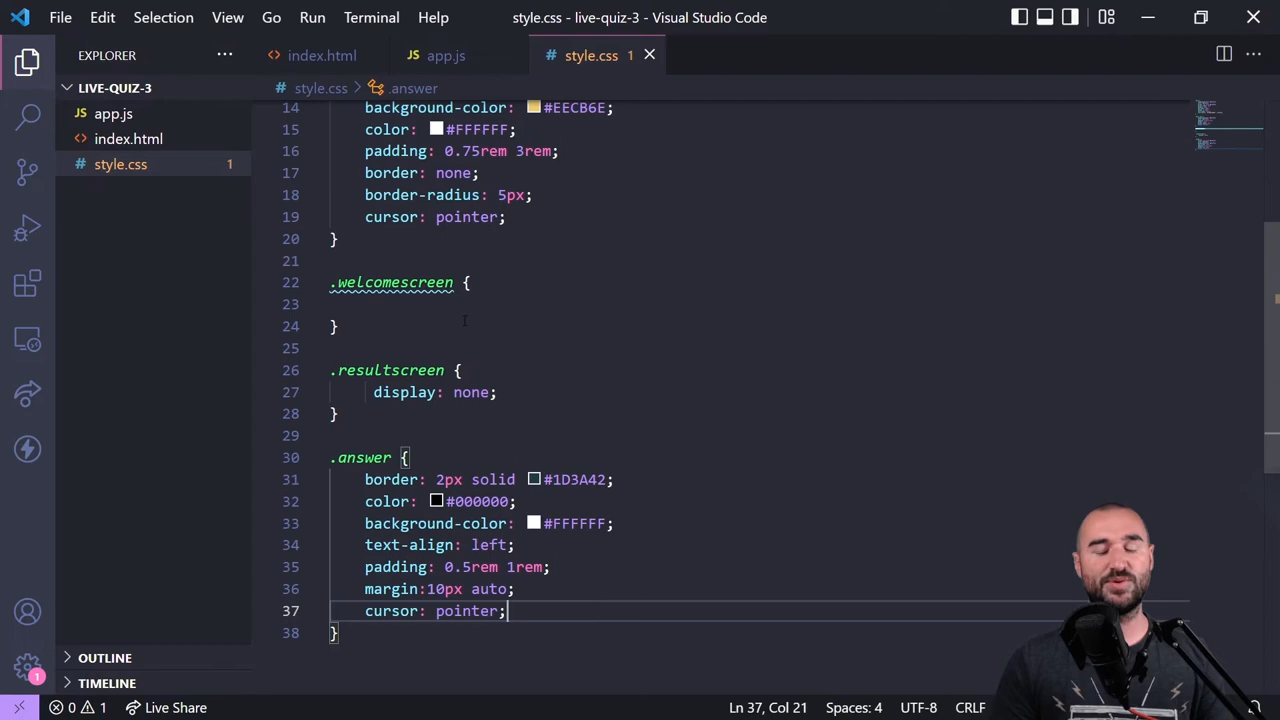 File Edit Selection View Go Run Terminal Help style.css - live-quiz-3 - Visual Studio Code
EXPLORER ··· index.html JS app.js # style.css 1
LIVE-QUIZ-3
# style.css > .answer
JS app.js
index.html
# style.css 1
14 background-color: #EECB6E;
15 color: #FFFFFF;
16 padding: 0.75rem 3rem;
17 border: none;
18 border-radius: 5px;
19 cursor: pointer;
20 }
21
22 .welcomescreen {
23
24 }
25
26 .resultscreen {
27 display: none;
28 }
29
30 .answer {
31 border: 2px solid #1D3A42;
32 color: #000000;
33 background-color: #FFFFFF;
34 text-align: left;
35 padding: 0.5rem 1rem;
36 margin:10px auto;
37 cursor: pointer;
38 }
OUTLINE
TIMELINE
1
0 1 Live Share Ln 37, Col 21 Spaces: 4 UTF-8 CRLF